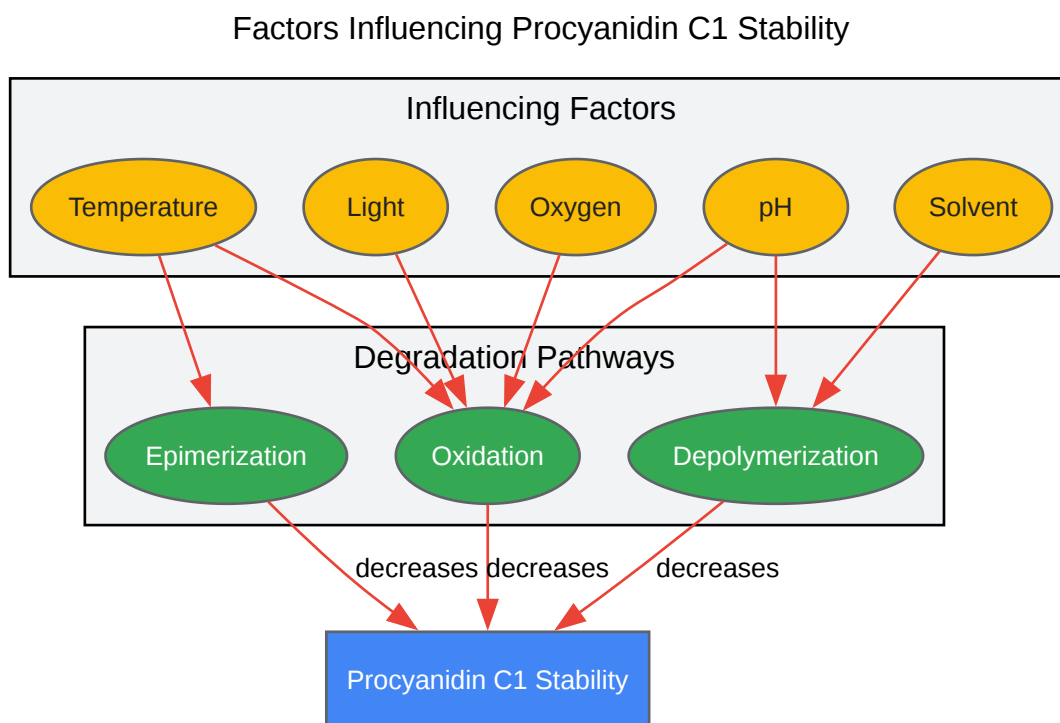 Factors Influencing Procyanidin C1 Stability
Influencing Factors
Temperature
Light
Oxygen
pH
Solvent
Degradation Pathways
Epimerization
Oxidation
Depolymerization
decreases
decreases
decreases
Procyanidin C1 Stability